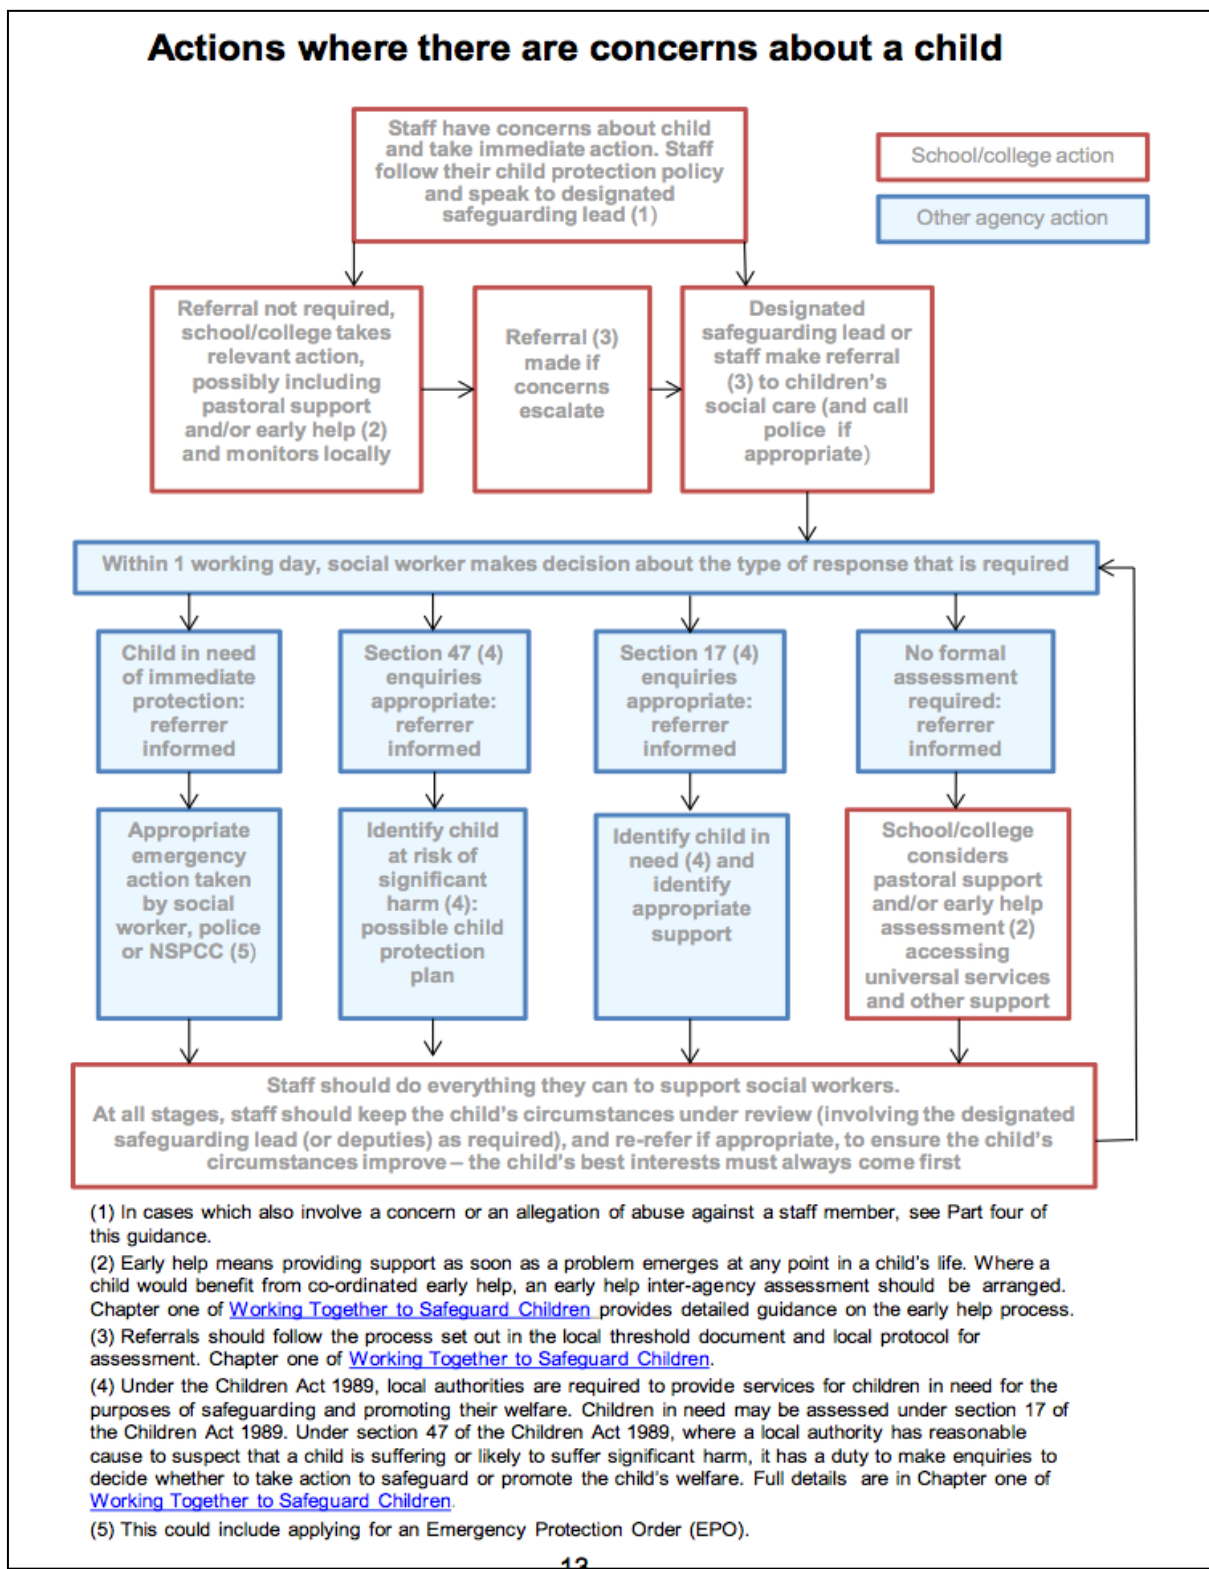 Actions where there are concerns about a child
Staff have concerns about child
and take immediate action. Staff
follow their child protection policy
and speak to designated
safeguarding lead (1)
School/college action
Other agency action
Referral not required,
school/college takes
relevant action,
possibly including
pastoral support
and/or early help (2)
and monitors locally
Referral (3)
made if
concerns
escalate
Designated
safeguarding lead or
staff make referral
(3) to children's
social care (and call
police if
appropriate)
Within 1 working day, social worker makes decision about the type of response that is required
Child in need
of immediate
protection:
referrer
informed
Section 47 (4)
enquiries
appropriate:
referrer
informed
Section 17 (4)
enquiries
appropriate:
referrer
informed
No formal
assessment
required:
referrer
informed
Appropriate
emergency
action taken
by social
worker, police
or NSPCC (5)
Identify child
at risk of
significant
harm (4):
possible child
protection
plan
Identify child in
need (4) and
identify
appropriate
support
School/college
considers
pastoral support
and/or early help
assessment (2)
accessing
universal services
and other support
Staff should do everything they can to support social workers.
At all stages, staff should keep the child's circumstances under review (involving the designated
safeguarding lead (or deputies) as required), and re-refer if appropriate, to ensure the child's
circumstances improve – the child's best interests must always come first
(1) In cases which also involve a concern or an allegation of abuse against a staff member, see Part four of
this guidance.
(2) Early help means providing support as soon as a problem emerges at any point in a child's life. Where a
child would benefit from co-ordinated early help, an early help inter-agency assessment should be arranged.
Chapter one of Working Together to Safeguard Children provides detailed guidance on the early help process.
(3) Referrals should follow the process set out in the local threshold document and local protocol for
assessment. Chapter one of Working Together to Safeguard Children.
(4) Under the Children Act 1989, local authorities are required to provide services for children in need for the
purposes of safeguarding and promoting their welfare. Children in need may be assessed under section 17 of
the Children Act 1989. Under section 47 of the Children Act 1989, where a local authority has reasonable
cause to suspect that a child is suffering or likely to suffer significant harm, it has a duty to make enquiries to
decide whether to take action to safeguard or promote the child's welfare. Full details are in Chapter one of
Working Together to Safeguard Children.
(5) This could include applying for an Emergency Protection Order (EPO).
13